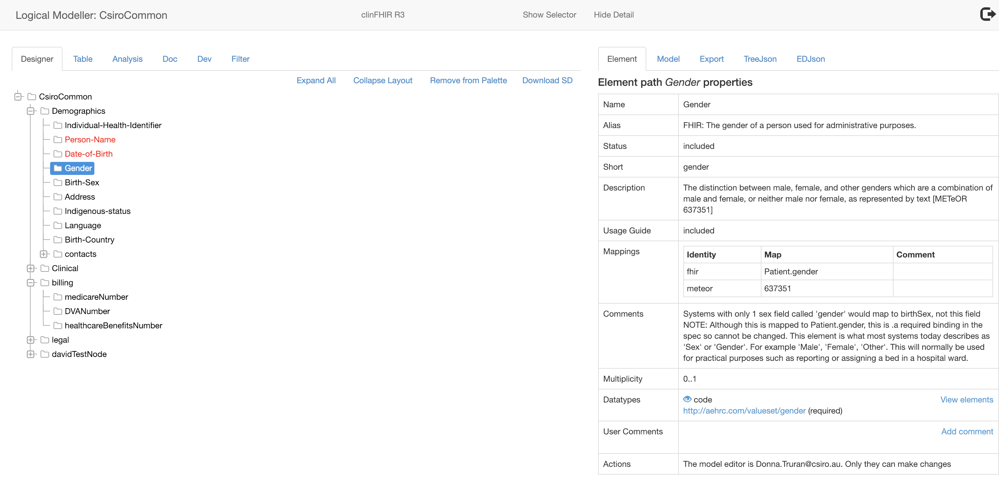 Logical Modeller: CsiroCommon
clinFHIR R3
Show Selector
Hide Detail
Designer
Table
Analysis
Doc
Dev
Filter
Expand All
Collapse Layout
Remove from Palette
Download SD
CsiroCommon
Demographics
Individual-Health-Identifier
Person-Name
Date-of-Birth
Gender
Birth-Sex
Address
Indigenous-status
Language
Birth-Country
contacts
Clinical
billing
medicareNumber
DVANumber
healthcareBenefitsNumber
legal
davidTestNode
Element
Model
Export
TreeJson
EDJson
Element path Gender properties
Name
Gender
Alias
FHIR: The gender of a person used for administrative purposes.
Status
included
Short
gender
Description
The distinction between male, female, and other genders which are a combination of
male and female, or neither male nor female, as represented by text [METeOR
637351]
Usage Guide
included
Mappings
Identity
Map
Comment
fhir
Patient.gender
meteor
637351
Comments
Systems with only 1 sex field called 'gender' would map to birthSex, not this field
NOTE: Although this is mapped to Patient.gender, this is .a required binding in the
spec so cannot be changed. This element is what most systems today describes as
'Sex' or 'Gender'. For example 'Male', 'Female', 'Other'. This will normally be used
for practical purposes such as reporting or assigning a bed in a hospital ward.
Multiplicity
0..1
Datatypes
code
View elements
http://aehrc.com/valueset/gender (required)
User Comments
Add comment
Actions
The model editor is Donna.Truran@csiro.au. Only they can make changes